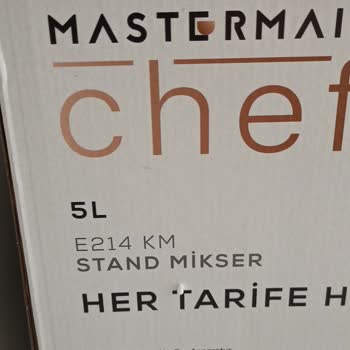 MASTERMAI
chef
5L
E214 KM
STAND MİKSER
HER TARİFE H